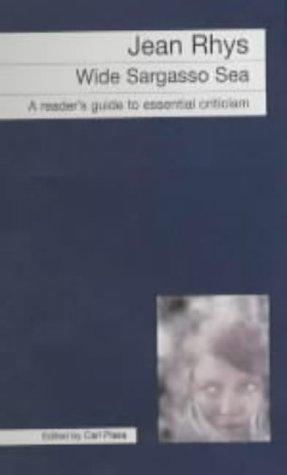 Jean Rhys
Wide Sargasso Sea
A reader's guide to essential criticism
Edited by Carl Plasa